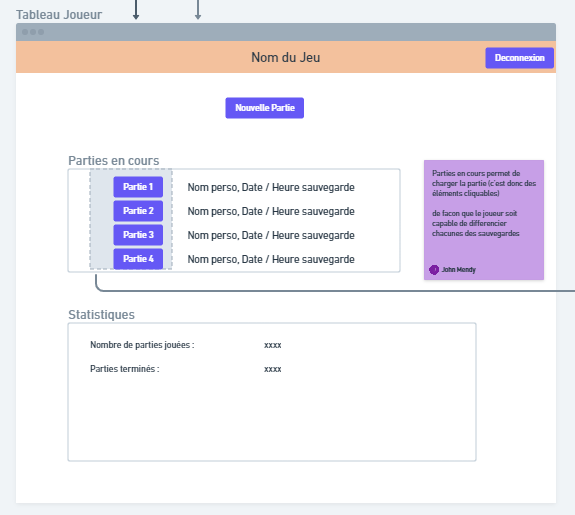 Tableau Joueur
Nom du Jeu
Deconnexion
Nouvelle Partie
Parties en cours
Partie 1 Nom perso, Date / Heure sauvegarde
Partie 2 Nom perso, Date / Heure sauvegarde
Partie 3 Nom perso, Date / Heure sauvegarde
Partie 4 Nom perso, Date / Heure sauvegarde
Parties en cours permet de
charger la partie (c'est donc des
éléments cliquables)
de facon que le joueur soit
capable de differencier
chacunes des sauvegardes
John Mendy
Statistiques
Nombre de parties jouées : xxxx
Parties terminés : xxxx